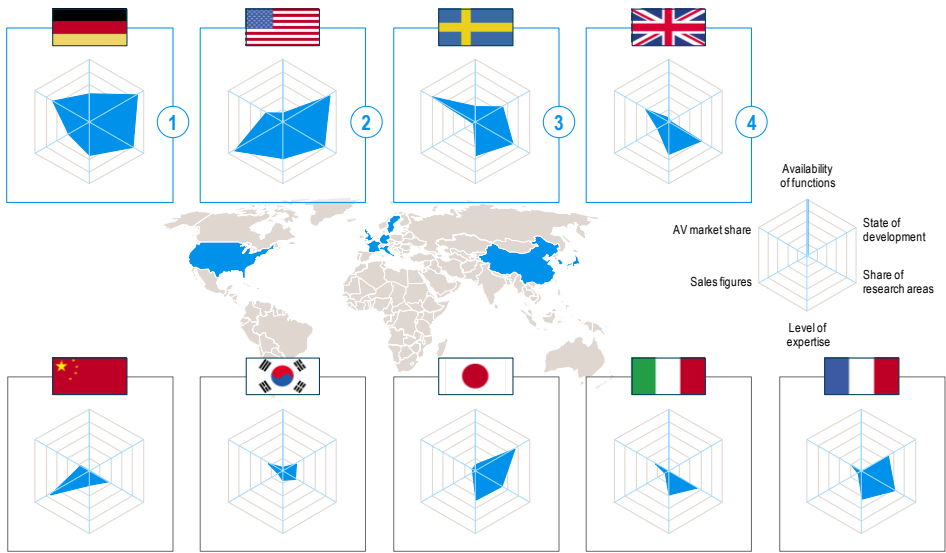 1
2
3
4
Availability
of functions
AV market share
State of
development
Sales figures
Share of
research areas
Level of
expertise